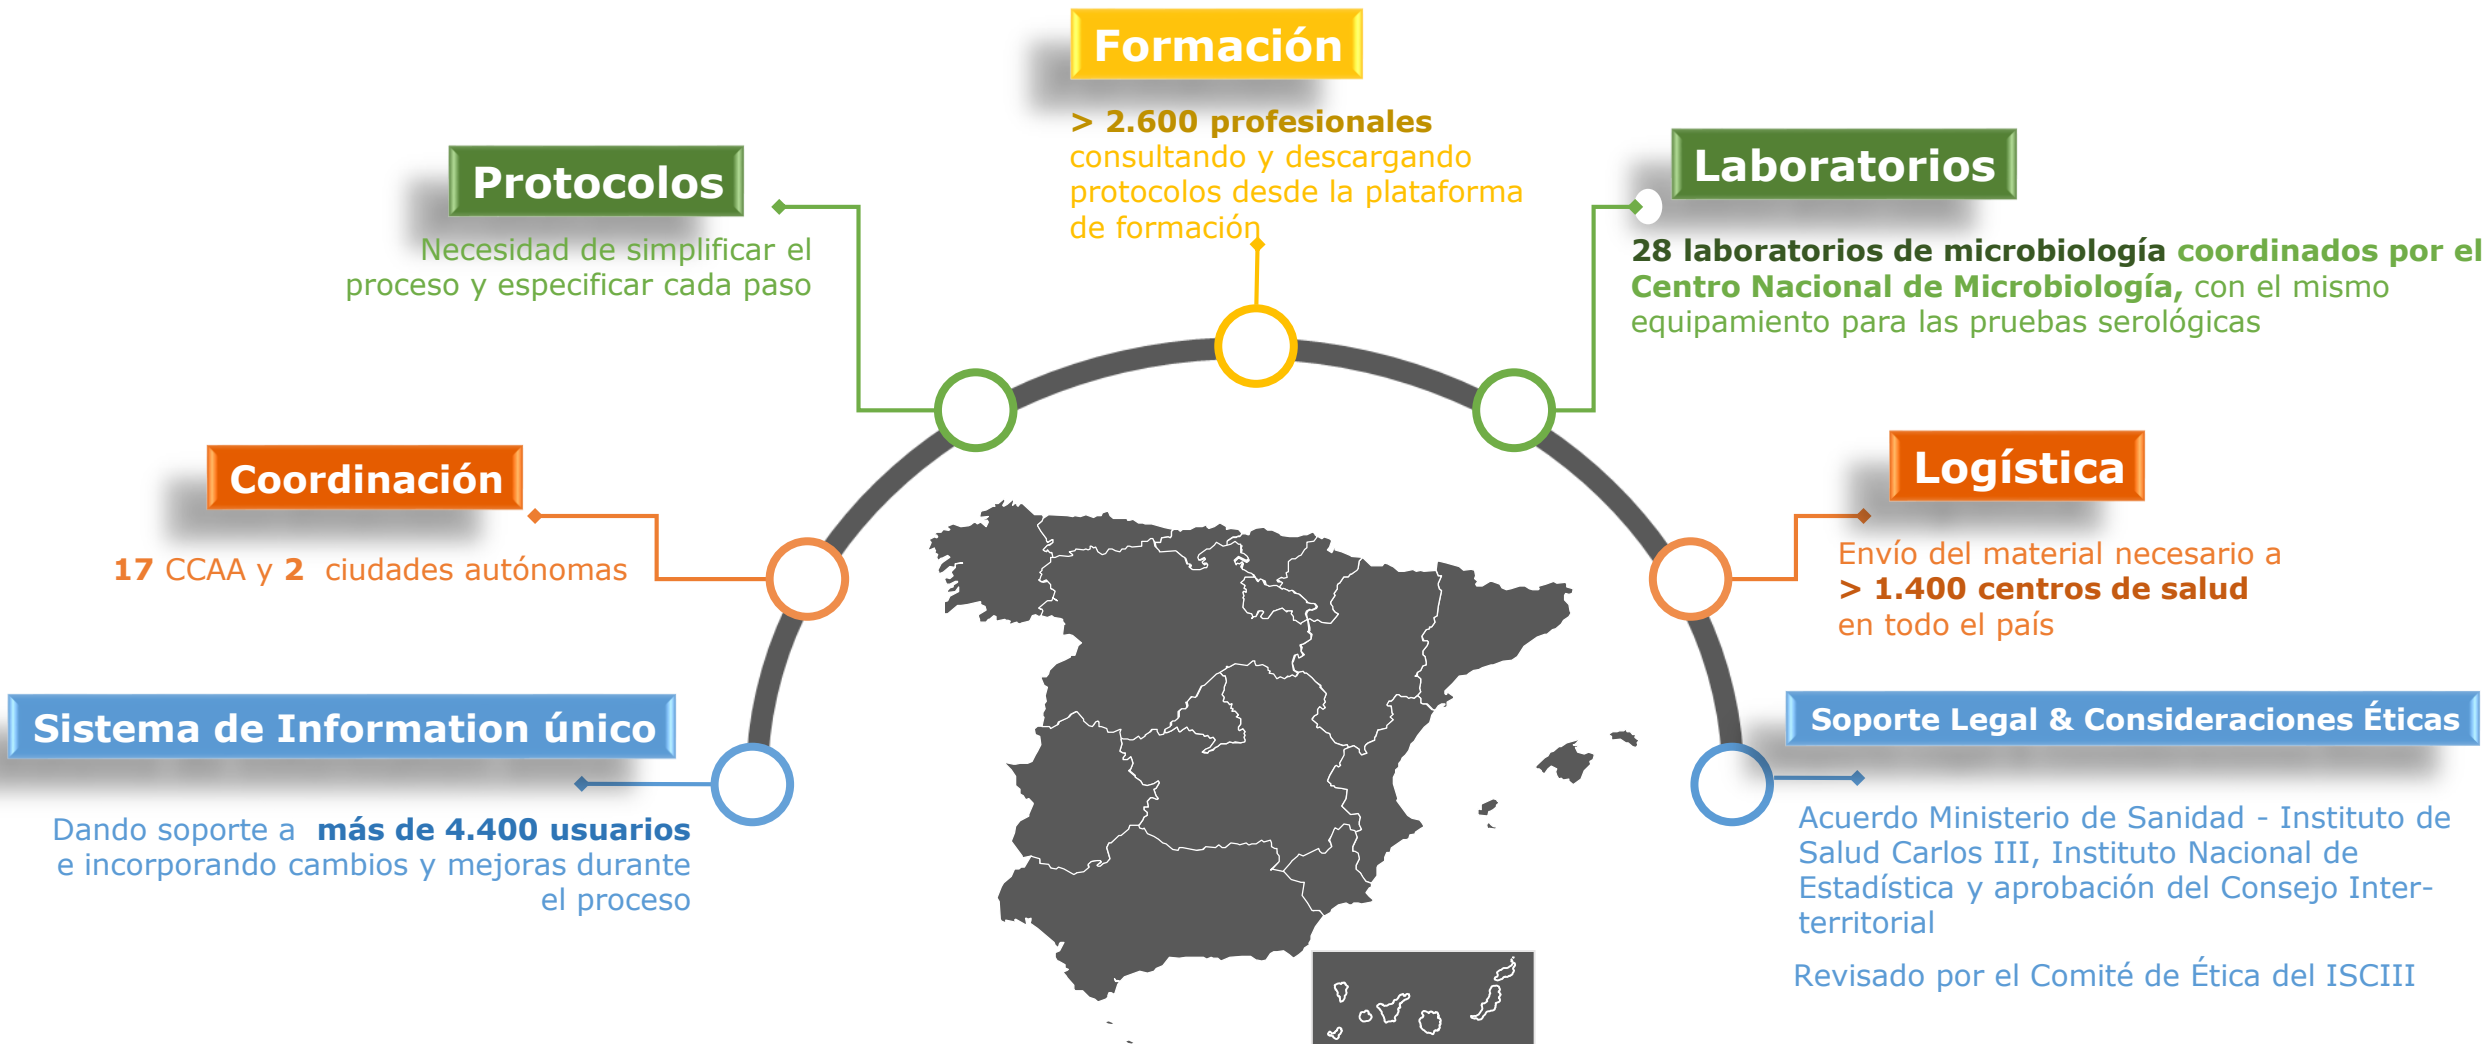 Formación
> 2.600 profesionales
consultando y descargando
protocolos desde la plataforma
de formación
Protocolos
Necesidad de simplificar el
proceso y especificar cada paso
Laboratorios
28 laboratorios de microbiología coordinados por el
Centro Nacional de Microbiología, con el mismo
equipamiento para las pruebas serológicas
Coordinación
17 CCAA y 2 ciudades autónomas
Logística
Envío del material necesario a
> 1.400 centros de salud
en todo el país
Sistema de Information único
Dando soporte a más de 4.400 usuarios
e incorporando cambios y mejoras durante
el proceso
Soporte Legal & Consideraciones Éticas
Acuerdo Ministerio de Sanidad - Instituto de
Salud Carlos III, Instituto Nacional de
Estadística y aprobación del Consejo Inter-
territorial
Revisado por el Comité de Ética del ISCIII